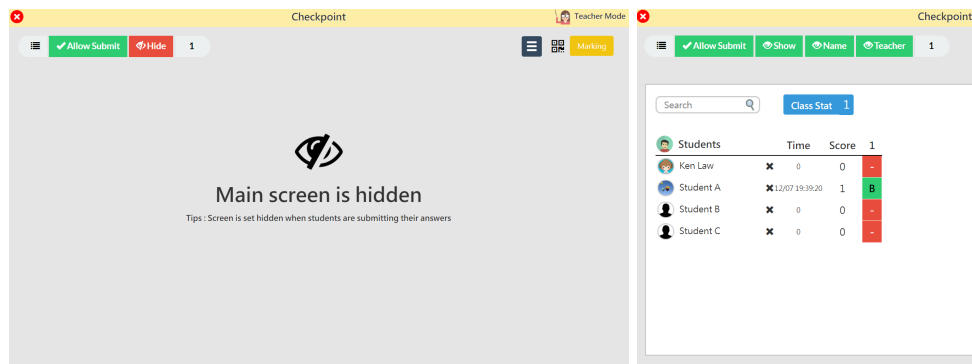 Checkpoint
Teacher Mode
Allow Submit Hide 1
Marking
Main screen is hidden
Tips : Screen is set hidden when students are submitting their answers
Checkpoint
Allow Submit Show Name Teacher 1
Search Class Stat 1
Students Time Score 1
Ken Law 0 0 -
Student A 12/07 19:39:20 1 B
Student B 0 0 -
Student C 0 0 -